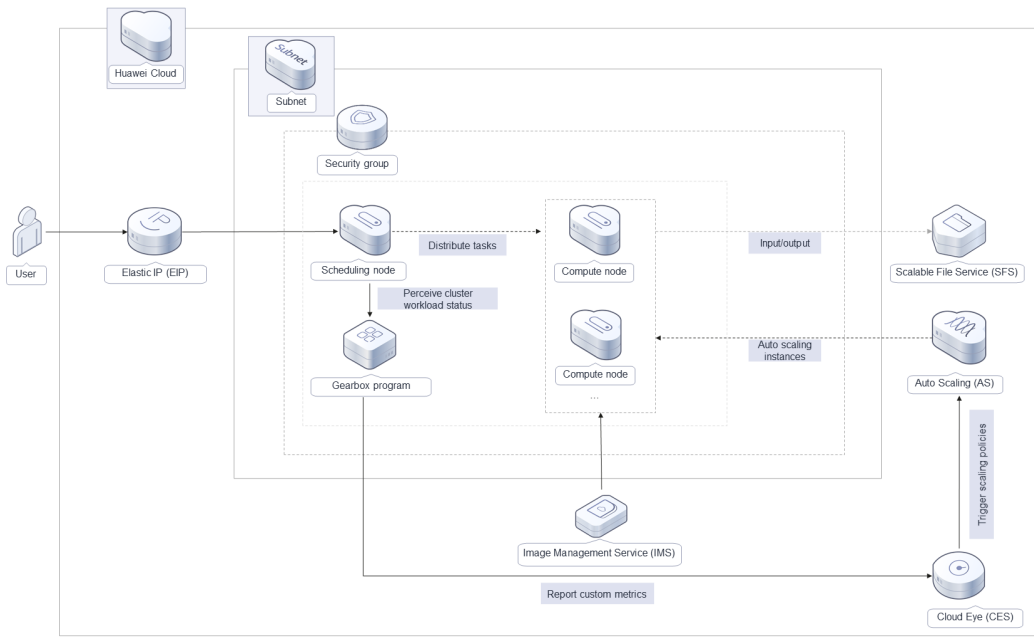 Huawei Cloud
Subnet
Subnet
Security group
IP
User
Elastic IP (EIP)
Scheduling node
Distribute tasks
Compute node
Input/output
Scalable File Service (SFS)
Perceive cluster
workload status
Gearbox program
Compute node
...
Auto scaling
instances
Auto Scaling (AS)
Trigger scaling policies
Image Management Service (IMS)
Report custom metrics
Cloud Eye (CES)